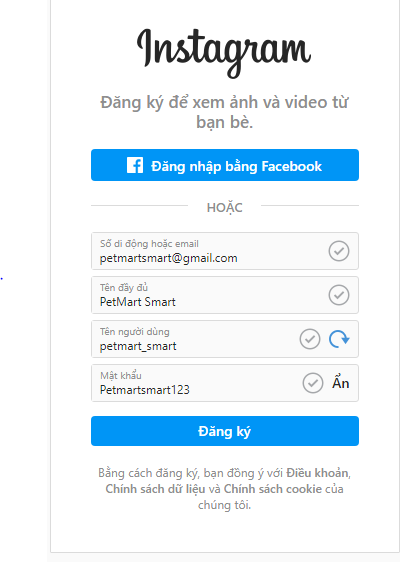 Instagram
Đăng ký để xem ảnh và video từ
bạn bè.
Đăng nhập bằng Facebook
HOẶC
Số di động hoặc email
petmartsmart@gmail.com
Tên đầy đủ
PetMart Smart
Tên người dùng
petmart_smart
Mật khẩu
Petmartsmart123
Ẩn
Đăng ký
Bằng cách đăng ký, bạn đồng ý với Điều khoản,
Chính sách dữ liệu và Chính sách cookie của
chúng tôi.